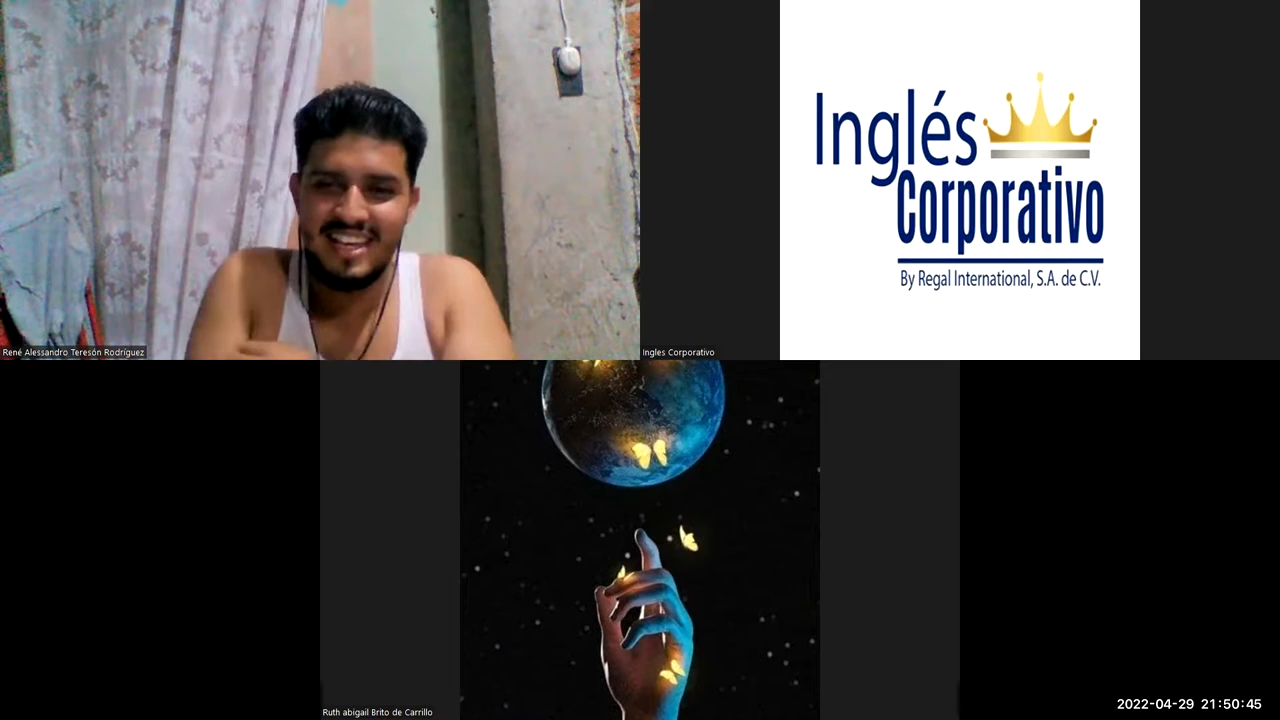 Inglés
Corporativo
By Regal International, S.A. de C.V.
René Alessandro Teresón Rodríguez
Ingles Corporativo
Ruth abigail Brito de Carrillo
2022-04-29 21:50:45